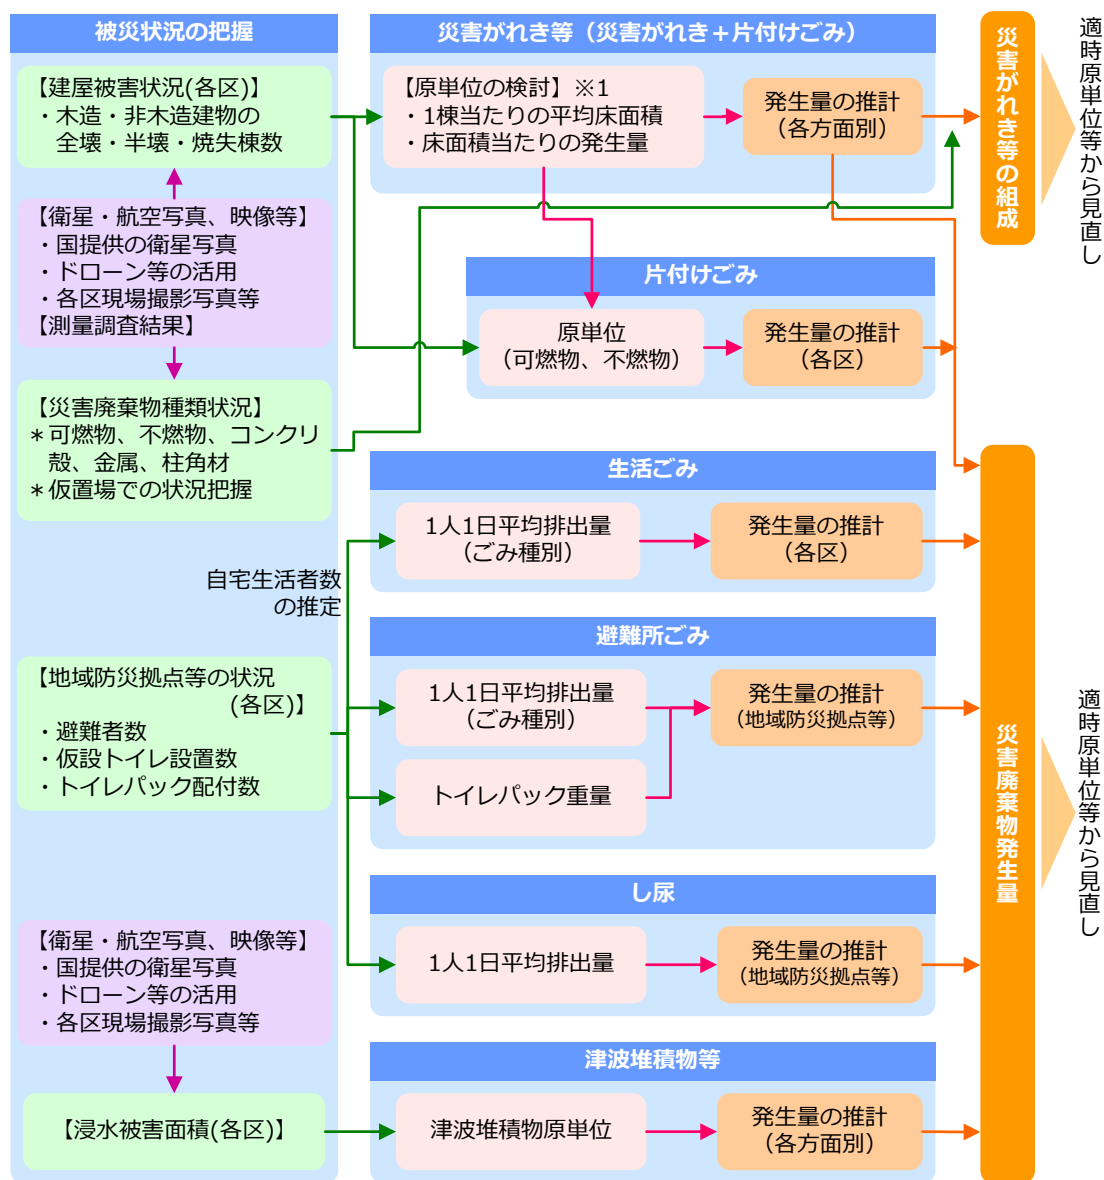 被災状況の把握
【建屋被害状況(各区)】
・木造・非木造建物の
全壊・半壊・焼失棟数
【衛星・航空写真、映像等】
・国提供の衛星写真
・ドローン等の活用
・各区現場撮影写真等
【測量調査結果】
【災害廃棄物種類状況】
＊可燃物、不燃物、コンクリ
殻、金属、柱角材
＊仮置場での状況把握
自宅生活者数
の推定
【地域防災拠点等の状況
(各区)】
・避難者数
・仮設トイレ設置数
・トイレパック配付数
【衛星・航空写真、映像等】
・国提供の衛星写真
・ドローン等の活用
・各区現場撮影写真等
【浸水被害面積(各区)】
災害がれき等（災害がれき＋片付けごみ）
【原単位の検討】※1
・1棟当たりの平均床面積
・床面積当たりの発生量
発生量の推計
（各方面別）
片付けごみ
原単位
（可燃物、不燃物）
発生量の推計
（各区）
生活ごみ
1人1日平均排出量
（ごみ種別）
発生量の推計
（各区）
避難所ごみ
1人1日平均排出量
（ごみ種別）
トイレパック重量
発生量の推計
（地域防災拠点等）
し尿
1人1日平均排出量
発生量の推計
（地域防災拠点等）
津波堆積物等
津波堆積物原単位
発生量の推計
（各方面別）
災害がれき等の組成
適時原単位等から見直し
災害廃棄物発生量
適時原単位等から見直し